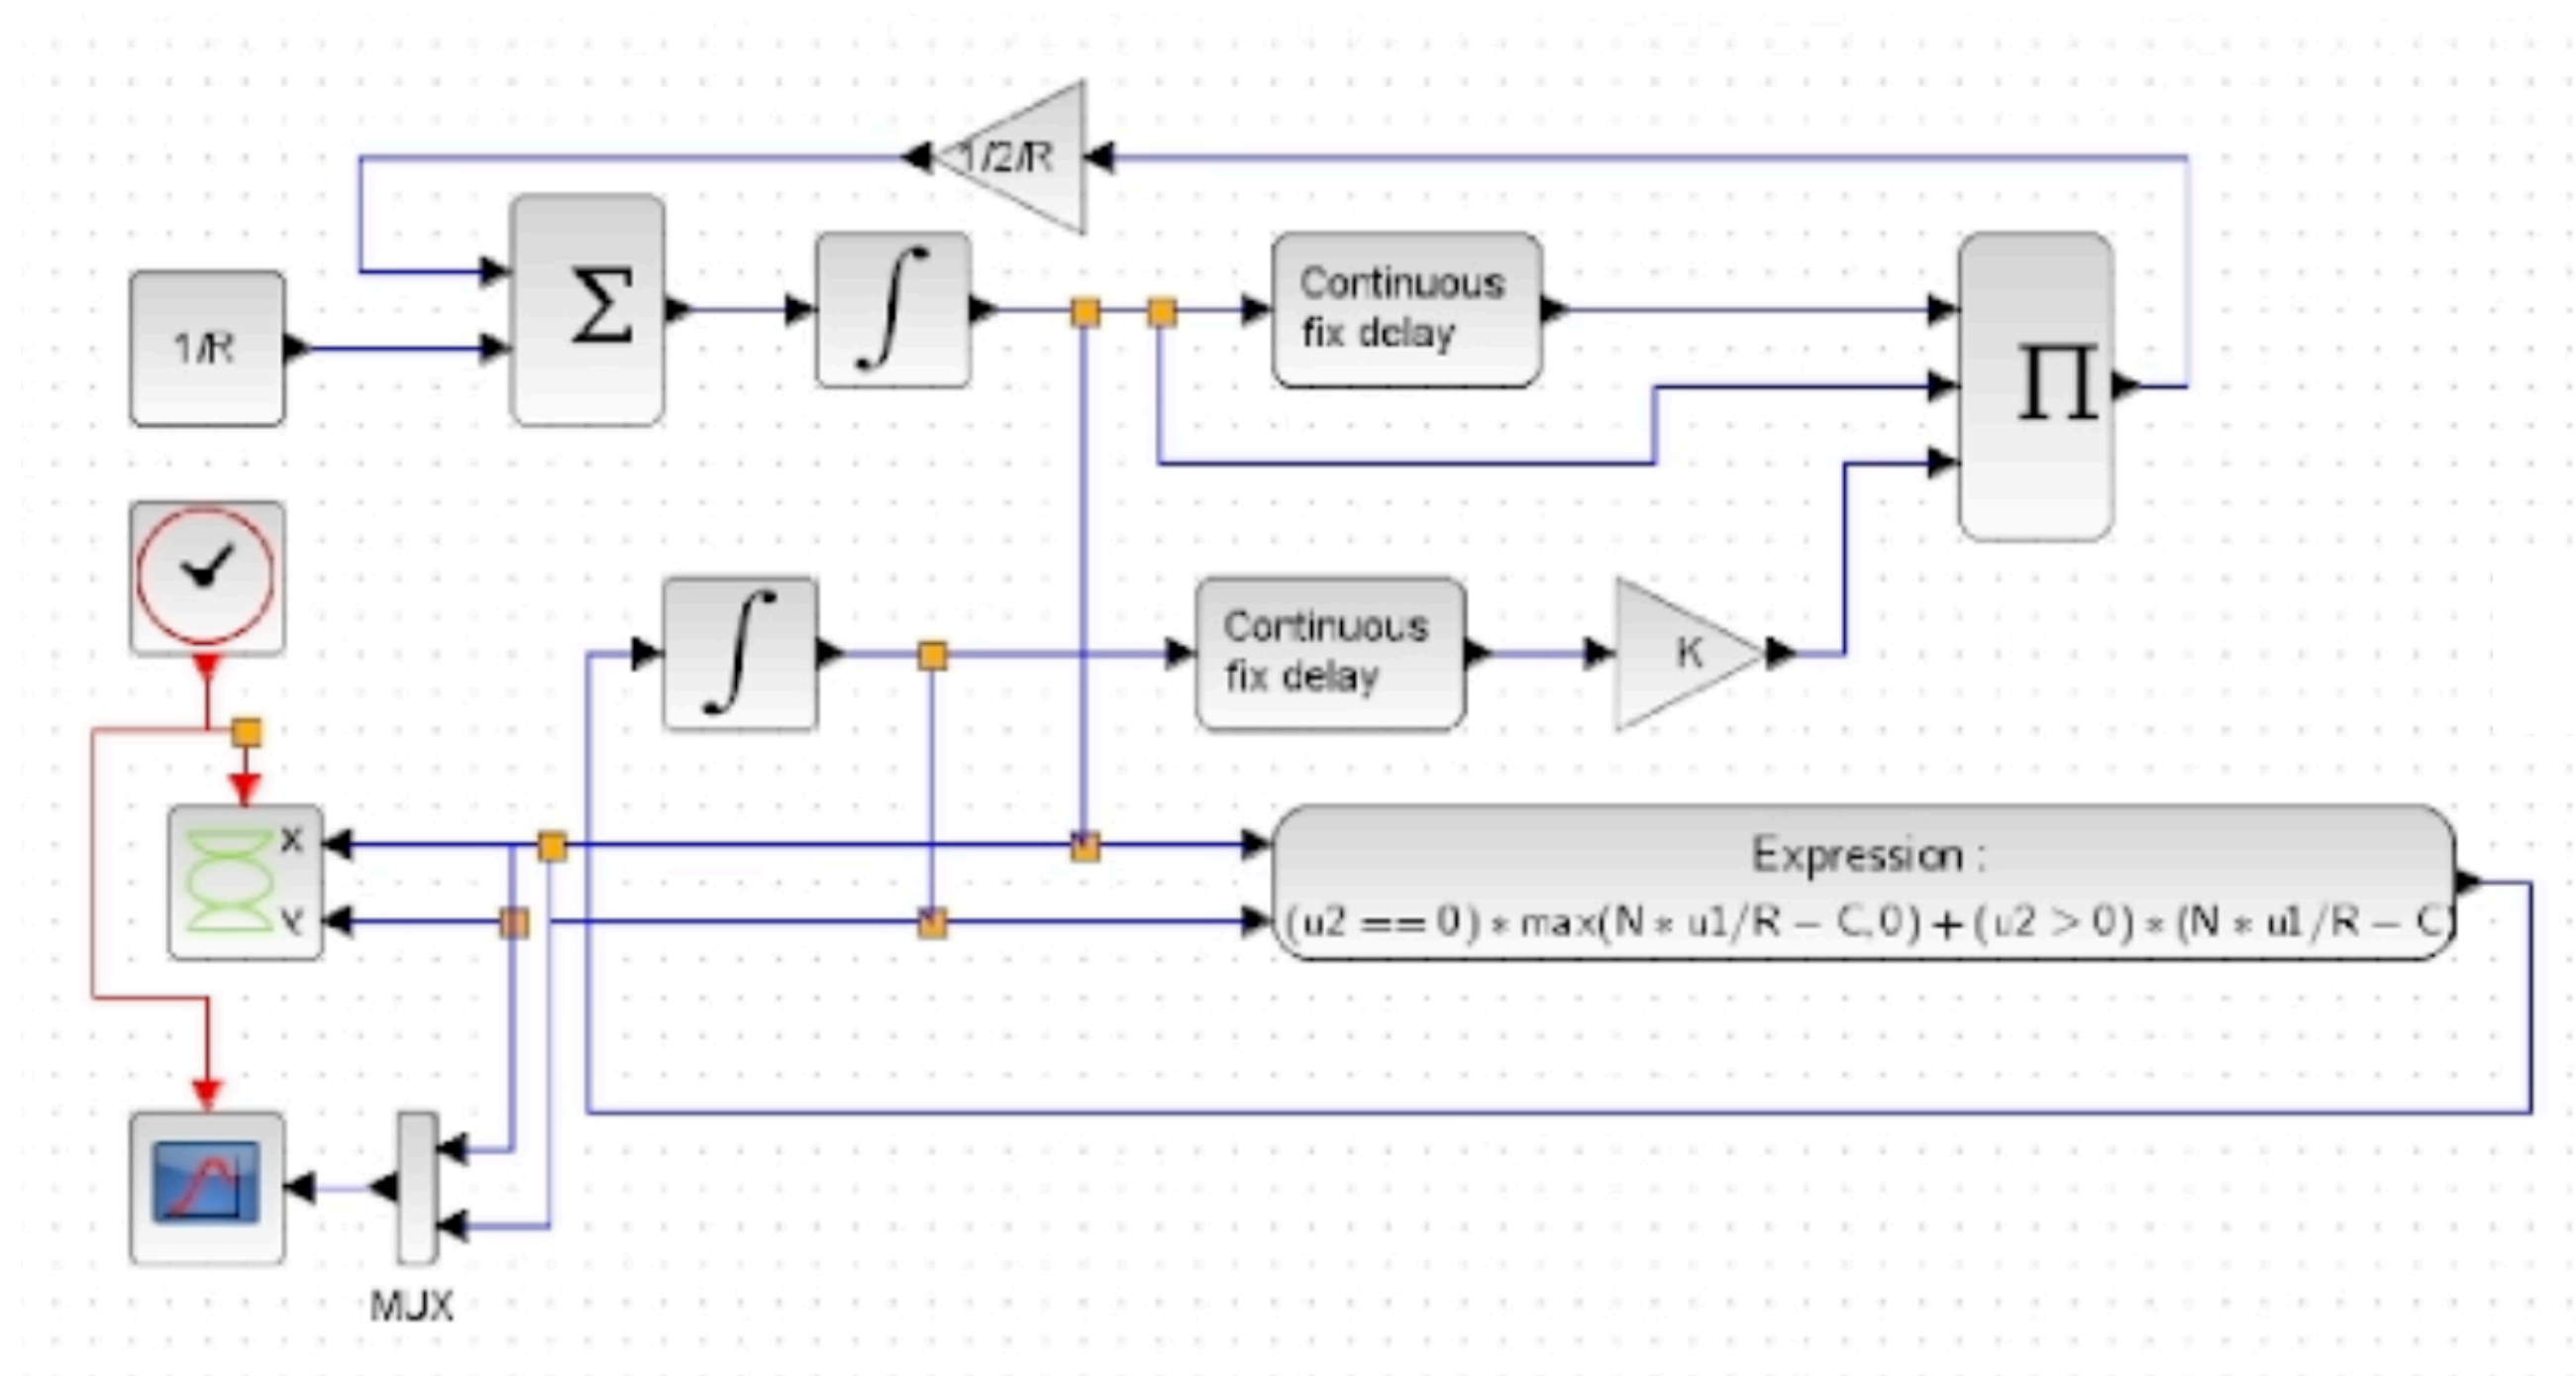 1/2/R
Σ
∫
Continuous
fix delay
1/R
Π
∫
Continuous
fix delay
K
X
Y
Expression :
(u2 == 0) * max(N * u1/R − C, 0) + (u2 > 0) * (N * u1/R − C)
MUX